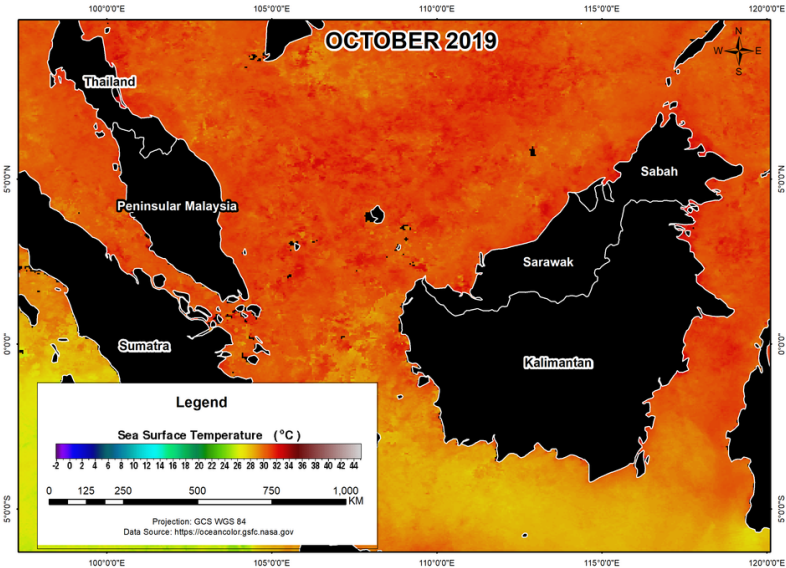 100°0'0"E 105°0'0"E 110°0'0"E 115°0'0"E 120°0'0"E
OCTOBER 2019
N
W E
S
Thailand
Sabah
5°0'0"N 5°0'0"N
Peninsular Malaysia
Sarawak
0°0'0" 0°0'0"
Sumatra
Kalimantan
Legend
Sea Surface Temperature (°C)
-2 0 2 4 6 8 10 12 14 16 18 20 22 24 26 28 30 32 34 36 38 40 42 44
0 125 250 500 750 1,000
KM
5°0'0"S 5°0'0"S
Projection: GCS WGS 84
Data Source: https://oceancolor.gsfc.nasa.gov
100°0'0"E 105°0'0"E 110°0'0"E 115°0'0"E 120°0'0"E